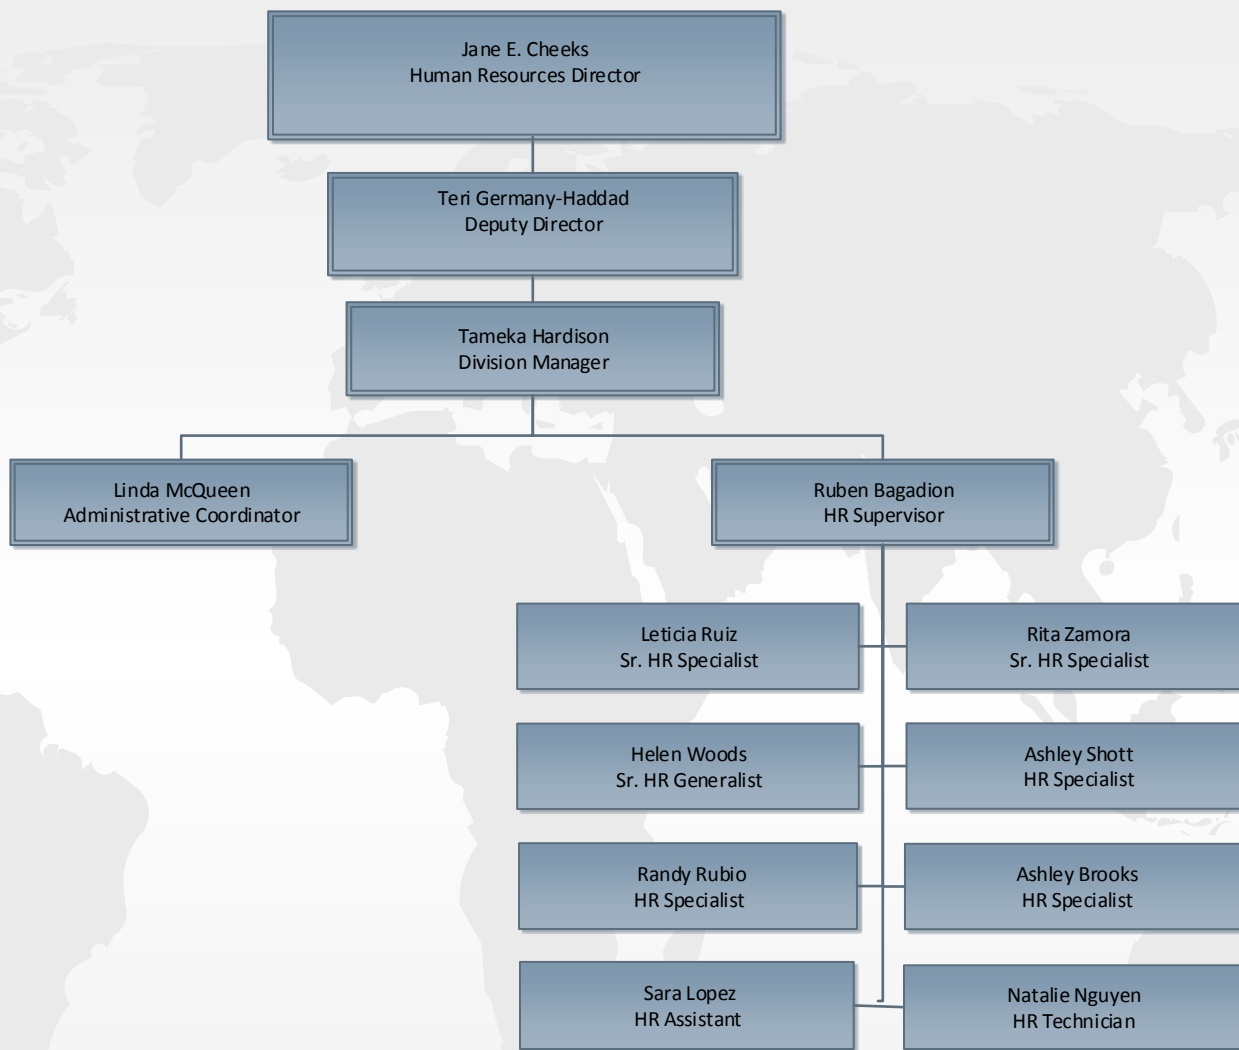 Jane E. Cheeks
Human Resources Director
Teri Germany-Haddad
Deputy Director
Tameka Hardison
Division Manager
Linda McQueen
Administrative Coordinator
Ruben Bagadion
HR Supervisor
Leticia Ruiz
Sr. HR Specialist
Rita Zamora
Sr. HR Specialist
Helen Woods
Sr. HR Generalist
Ashley Shott
HR Specialist
Randy Rubio
HR Specialist
Ashley Brooks
HR Specialist
Sara Lopez
HR Assistant
Natalie Nguyen
HR Technician